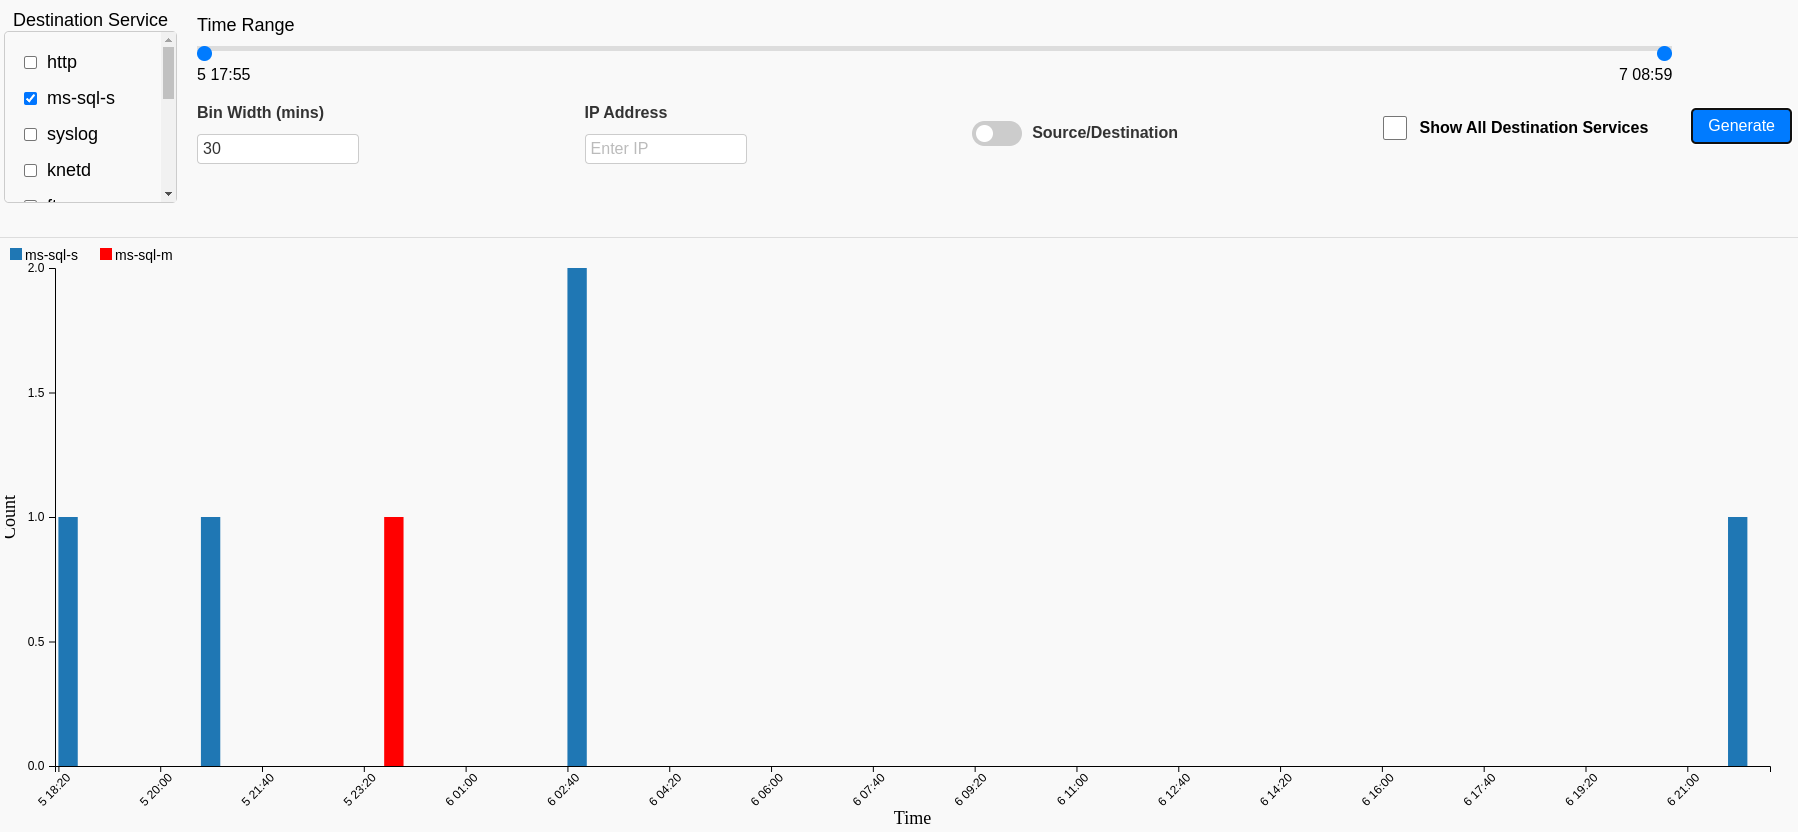 Destination Service
http
ms-sql-s
syslog
knetd
Time Range
5 17:55
7 08:59
Bin Width (mins)
30
IP Address
Enter IP
Source/Destination
Show All Destination Services
Generate
ms-sql-s
ms-sql-m
2.0
1.5
1.0
0.5
0.0
Count
5 18:20
5 20:00
5 21:40
5 23:20
6 01:00
6 02:40
6 04:20
6 06:00
6 07:40
6 09:20
6 11:00
6 12:40
6 14:20
6 16:00
6 17:40
6 19:20
6 21:00
Time